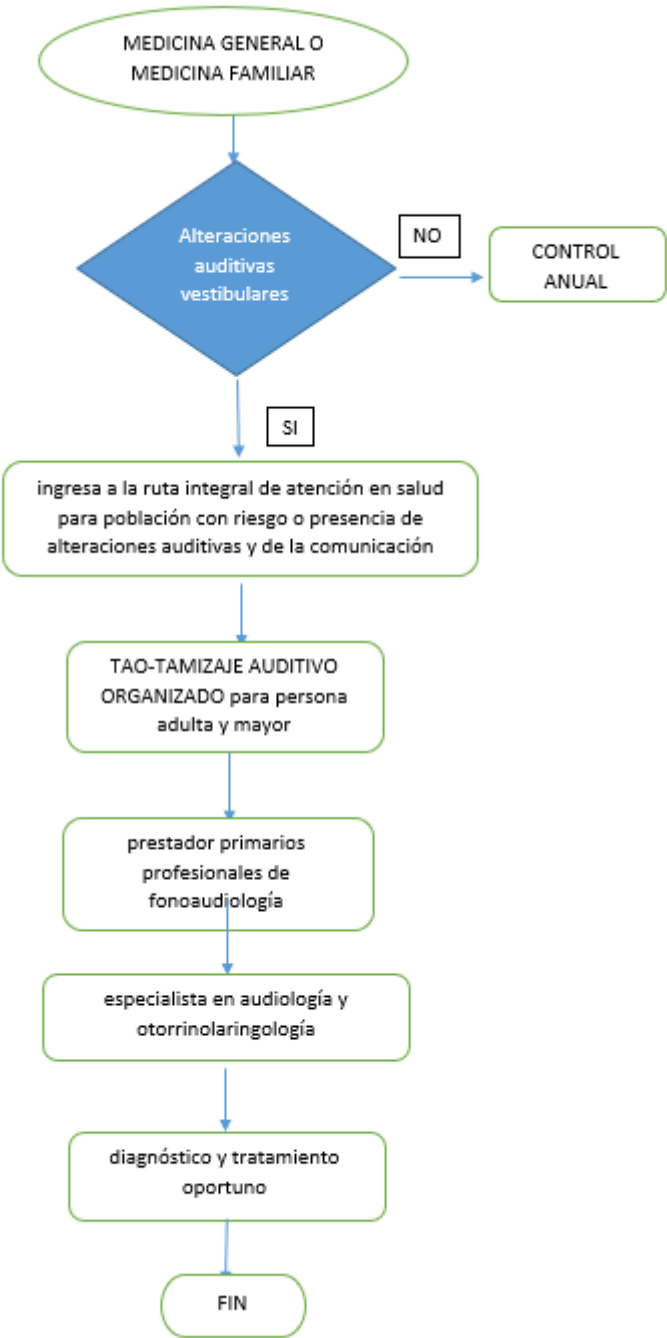 MEDICINA GENERAL O
MEDICINA FAMILIAR
Alteraciones
auditivas
vestibulares
NO
CONTROL
ANUAL
SI
ingresa a la ruta integral de atención en salud
para población con riesgo o presencia de
alteraciones auditivas y de la comunicación
TAO-TAMIZAJE AUDITIVO
ORGANIZADO para persona
adulta y mayor
prestador primarios
profesionales de
fonoaudiología
especialista en audiología y
otorrinolaringología
diagnóstico y tratamiento
oportuno
FIN